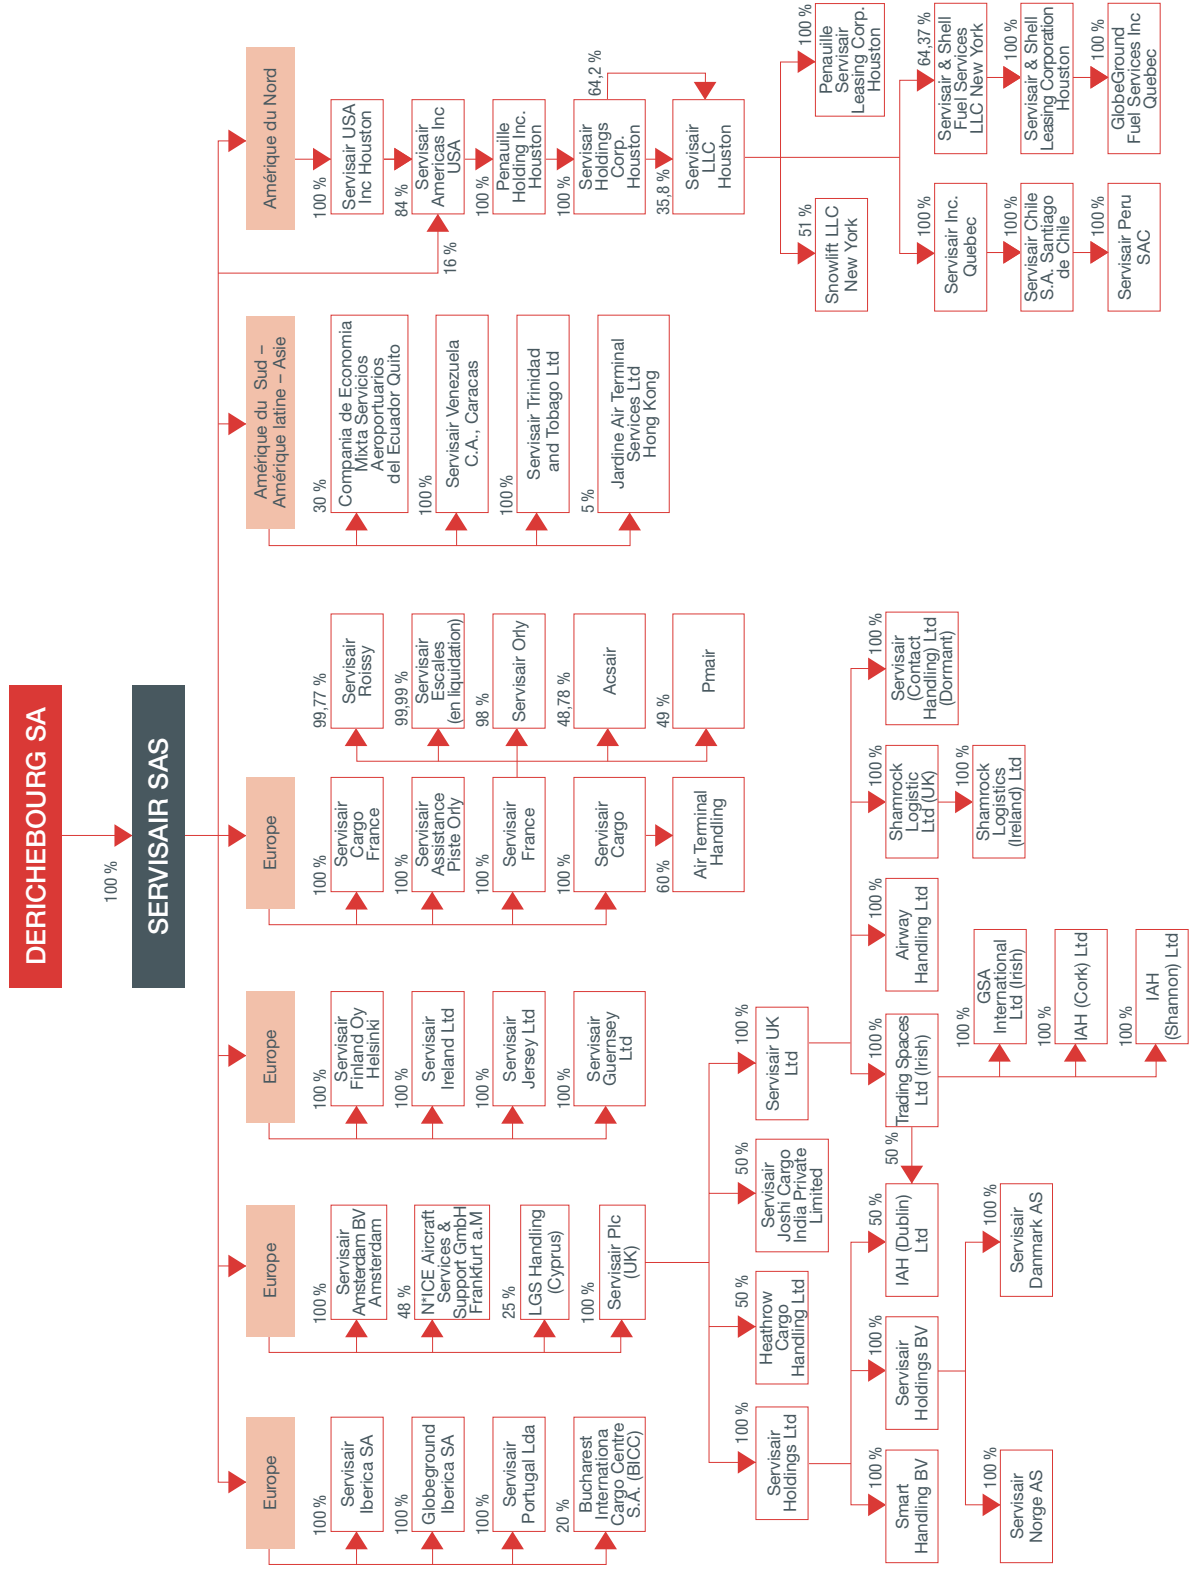 DERICHEBOURG SA
100 %
SERVISAIR SAS
Europe
100 %
Servisair
Iberica SA
100 %
Globeground
Iberica SA
100 %
Servisair
Portugal Lda
20 %
Bucharest
Internationa
Cargo Centre
S.A. (BICC)
Europe
100 %
Servisair
Amsterdam BV
Amsterdam
48 %
N*ICE Aircraft
Services &
Support GmbH
Frankfurt a.M
25 %
LGS Handling
(Cyprus)
100 %
Servisair Plc
(UK)
Europe
100 %
Servisair
Finland Oy
Helsinki
100 %
Servisair
Ireland Ltd
100 %
Servisair
Jersey Ltd
100 %
Servisair
Guernsey
Ltd
Europe
100 %
Servisair
Cargo
France
100 %
Servisair
Assistance
Piste Orly
100 %
Servisair
France
100 %
Servisair
Cargo
60 %
Air Terminal
Handling
99,77 %
Servisair
Roissy
99,99 %
Servisair
Escales
(en liquidation)
98 %
Servisair Orly
48,78 %
Acsair
49 %
Pmair
Amérique du Sud –
Amérique latine – Asie
30 %
Compania de Economia
Mixta Servicios
Aeroportuarios
del Ecuador Quito
100 %
Servisair Venezuela
C.A., Caracas
100 %
Servisair Trinidad
and Tobago Ltd
5 %
Jardine Air Terminal
Services Ltd
Hong Kong
Amérique du Nord
100 %
Servisair USA
Inc Houston
84 %
16 %
Servisair
Americas Inc
USA
100 %
Penauille
Holding Inc.
Houston
100 %
Servisair
Holdings
Corp.
Houston
64,2 %
35,8 %
Servisair
LLC
Houston
51 %
Snowlift LLC
New York
100 %
Penauille
Servisair
Leasing Corp.
Houston
100 %
Servisair Inc.
Quebec
100 %
Servisair Chile
S.A. Santiago
de Chile
100 %
Servisair Peru
SAC
64,37 %
Servisair & Shell
Fuel Services
LLC New York
100 %
Servisair & Shell
Leasing Corporation
Houston
100 %
GlobeGround
Fuel Services Inc
Quebec
100 %
Servisair
Holdings Ltd
50 %
Heathrow
Cargo
Handling Ltd
50 %
Servisair
Joshi Cargo
India Private
Limited
100 %
Servisair UK
Ltd
100 %
Smart
Handling BV
100 %
Servisair
Holdings BV
50 %
IAH (Dublin)
Ltd
50 %
100 %
Trading Spaces
Ltd (Irish)
100 %
Airway
Handling Ltd
100 %
Shamrock
Logistic
Ltd (UK)
100 %
Servisair
(Contact
Handling) Ltd
(Dormant)
100 %
Servisair
Norge AS
100 %
Servisair
Danmark AS
100 %
GSA
International
Ltd (Irish)
100 %
IAH (Cork) Ltd
100 %
IAH
(Shannon) Ltd
100 %
Shamrock
Logistics
(Ireland) Ltd